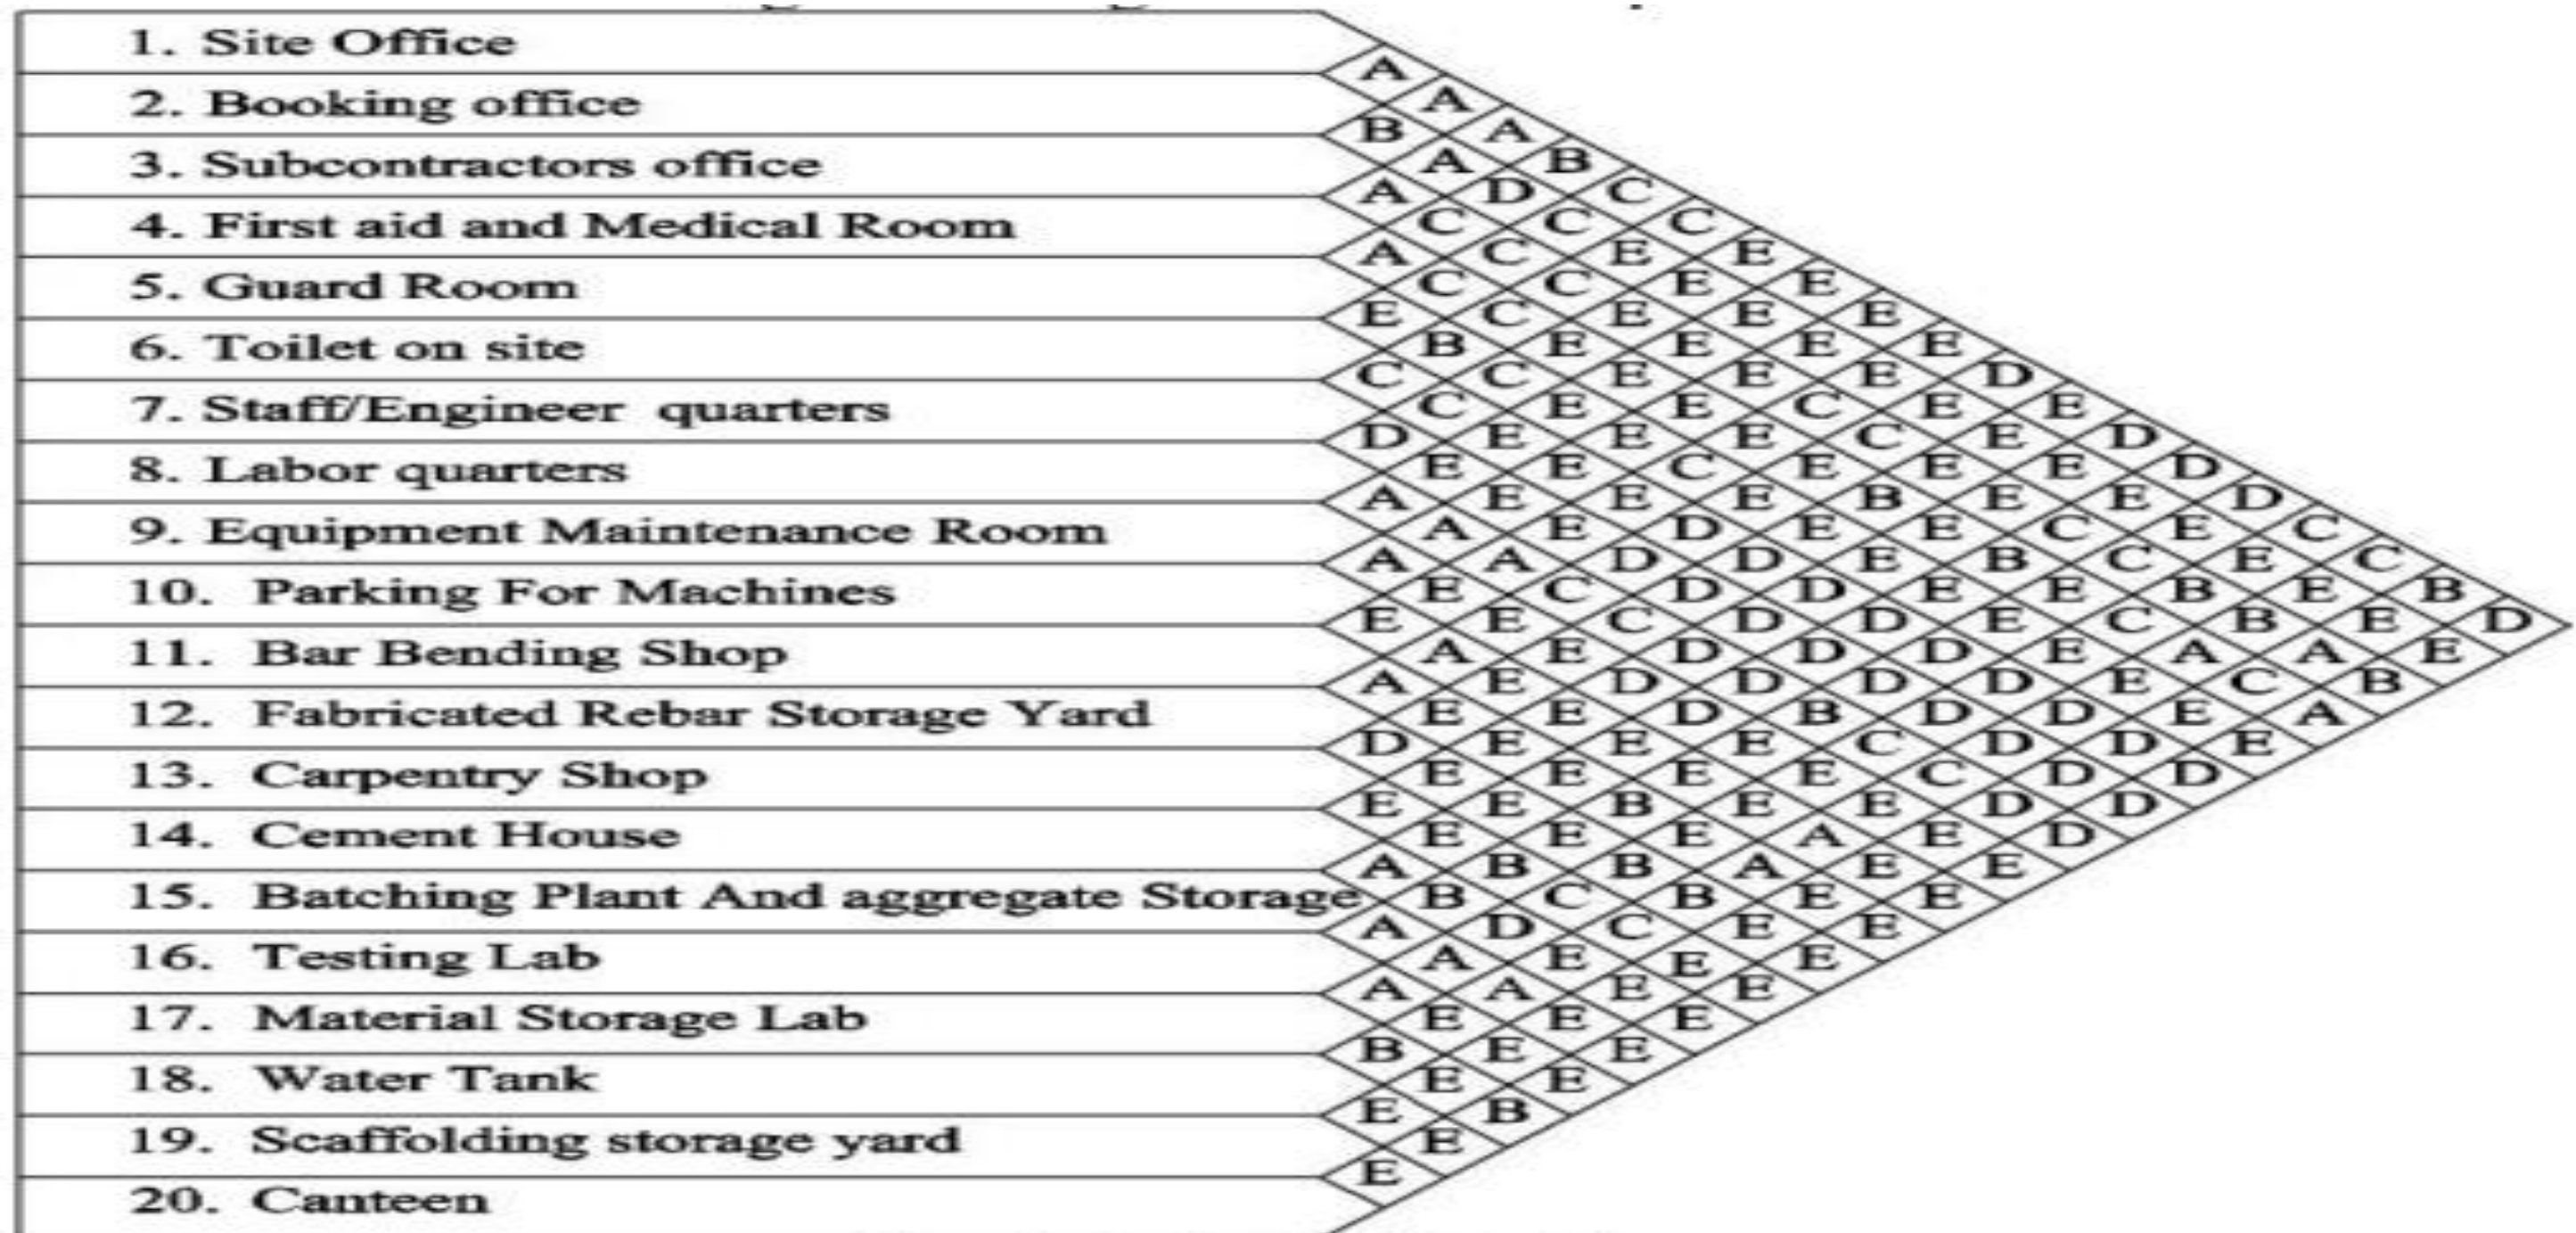 1. Site Office
A
2. Booking office A
B A
3. Subcontractors office A B
A D C
4. First aid and Medical Room C C C
A C E E
5. Guard Room C C E E
E C E E E
6. Toilet on site B E E E E
C C E E E D
7. Staff/Engineer quarters C E E C E E
D E E E C E D
8. Labor quarters E E C E E E D
A E E E B E E D
9. Equipment Maintenance Room A E D E E C E C
A A D D E B C E C
10. Parking For Machines E C D D E E B E B
E E C D D E C B E D
11. Bar Bending Shop A E D D D E A A E
A E D D D D E C B
12. Fabricated Rebar Storage Yard E E D B D D E A
D E E E C D D E
13. Carpentry Shop E E E E C D D
E E B E E D D
14. Cement House E E E A E D
A B B A E E
15. Batching Plant And aggregate Storage B C B E E
A D C E E
16. Testing Lab A E E E
A A E E
17. Material Storage Lab E E E
B E E
18. Water Tank E E
E B
19. Scaffolding storage yard E
E
20. Canteen